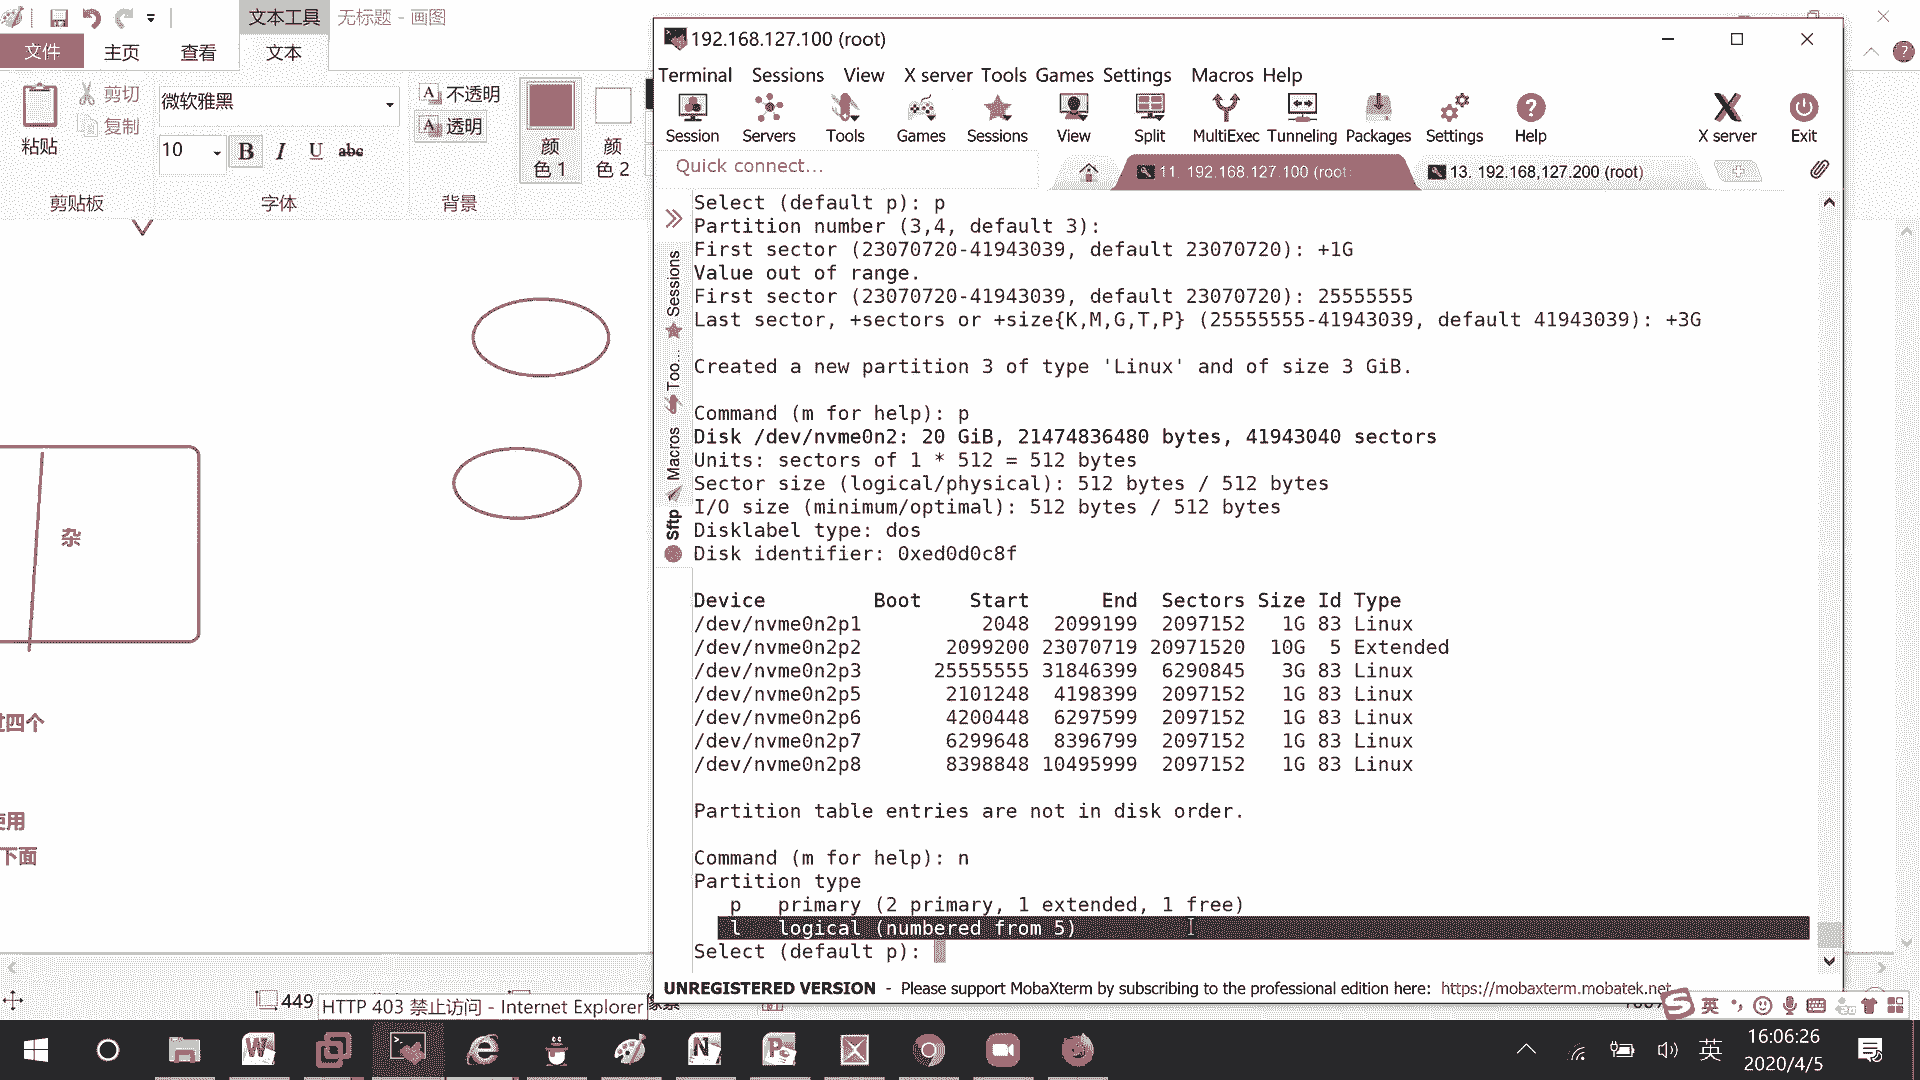 文本工具 无标题 - 画图
文件 主页 查看 文本
粘贴 剪切 复制
剪贴板
微软雅黑
10 B I U abc
字体
A 不透明
A 透明
背景
颜色 1
颜色 2
杂
过四个
使用
下面
449
HTTP 403 禁止访问 - Internet Explorer
192.168.127.100 (root)
Terminal Sessions View X server Tools Games Settings Macros Help
Session Servers Tools Games Sessions View Split MultiExec Tunneling Packages Settings Help X server Exit
Quick connect...
11. 192.168.127.100 (root)
13. 192.168.127.200 (root)
Sessions
Too...
Macros
Sftp
Select (default p): p
Partition number (3,4, default 3):
First sector (23070720-41943039, default 23070720): +1G
Value out of range.
First sector (23070720-41943039, default 23070720): 25555555
Last sector, +sectors or +size{K,M,G,T,P} (25555555-41943039, default 41943039): +3G
Created a new partition 3 of type 'Linux' and of size 3 GiB.
Command (m for help): p
Disk /dev/nvme0n2: 20 GiB, 21474836480 bytes, 41943040 sectors
Units: sectors of 1 * 512 = 512 bytes
Sector size (logical/physical): 512 bytes / 512 bytes
I/O size (minimum/optimal): 512 bytes / 512 bytes
Disklabel type: dos
Disk identifier: 0xed0d0c8f
Device Boot Start End Sectors Size Id Type
/dev/nvme0n2p1 2048 2099199 2097152 1G 83 Linux
/dev/nvme0n2p2 2099200 23070719 20971520 10G 5 Extended
/dev/nvme0n2p3 25555555 31846399 6290845 3G 83 Linux
/dev/nvme0n2p5 2101248 4198399 2097152 1G 83 Linux
/dev/nvme0n2p6 4200448 6297599 2097152 1G 83 Linux
/dev/nvme0n2p7 6299648 8396799 2097152 1G 83 Linux
/dev/nvme0n2p8 8398848 10495999 2097152 1G 83 Linux
Partition table entries are not in disk order.
Command (m for help): n
Partition type
p primary (2 primary, 1 extended, 1 free)
l logical (numbered from 5)
Select (default p):
UNREGISTERED VERSION - Please support MobaXterm by subscribing to the professional edition here: https://mobaxterm.mobatek.net
英
英
16:06:26
2020/4/5